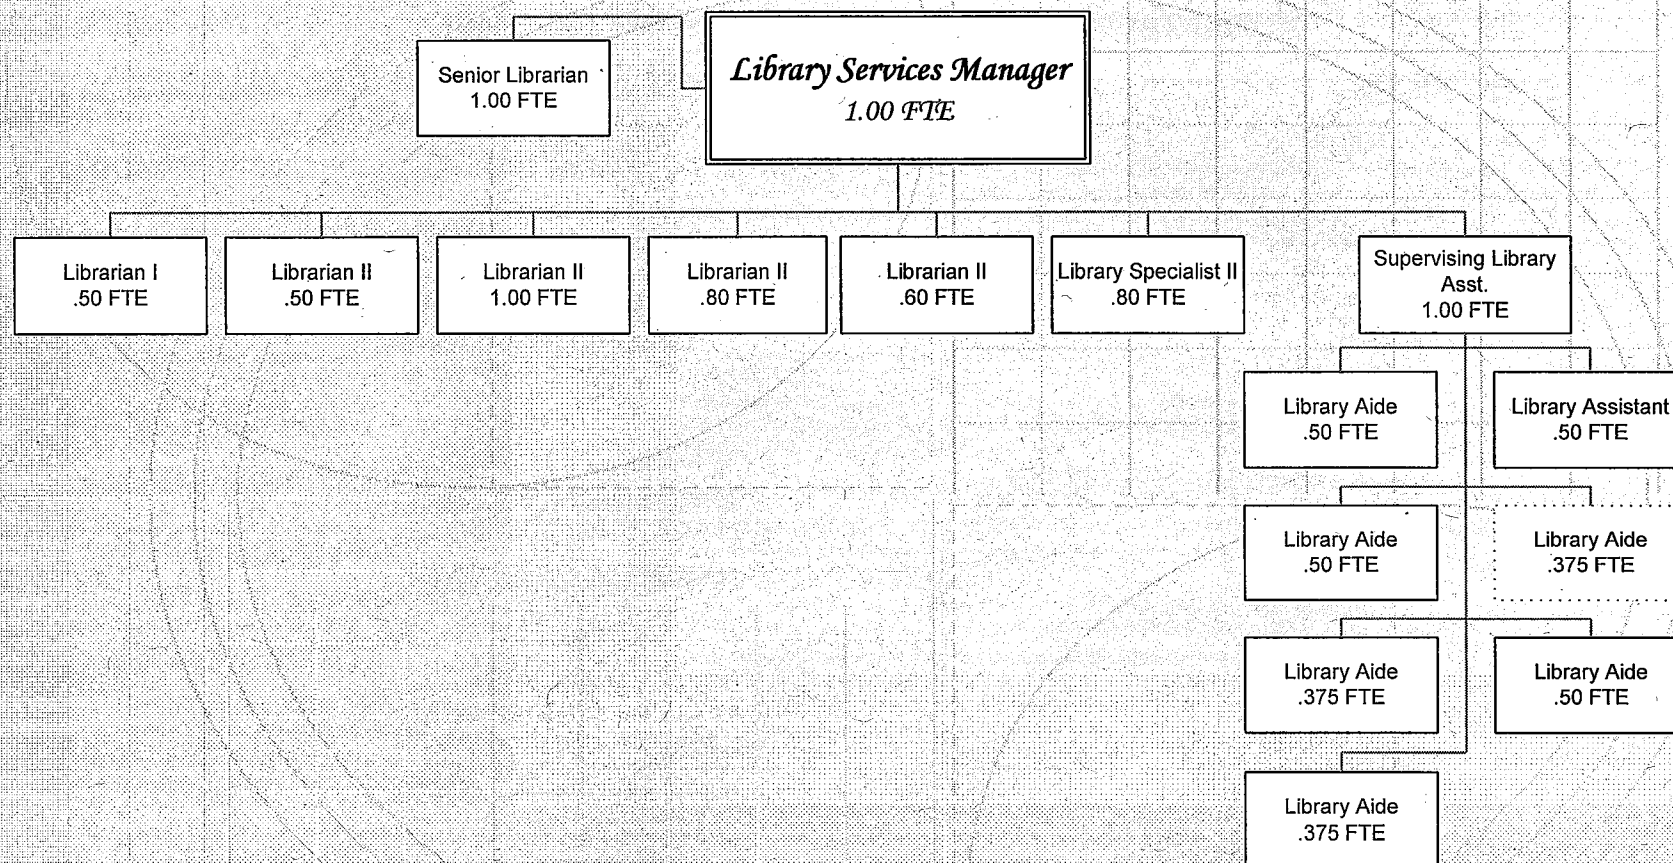 Senior Librarian
1.00 FTE
Library Services Manager
1.00 FTE
Librarian I
.50 FTE
Librarian II
.50 FTE
Librarian II
1.00 FTE
Librarian II
.80 FTE
Librarian II
.60 FTE
Library Specialist II
.80 FTE
Supervising Library
Asst.
1.00 FTE
Library Aide
.50 FTE
Library Assistant
.50 FTE
Library Aide
.50 FTE
Library Aide
.375 FTE
Library Aide
.375 FTE
Library Aide
.50 FTE
Library Aide
.375 FTE